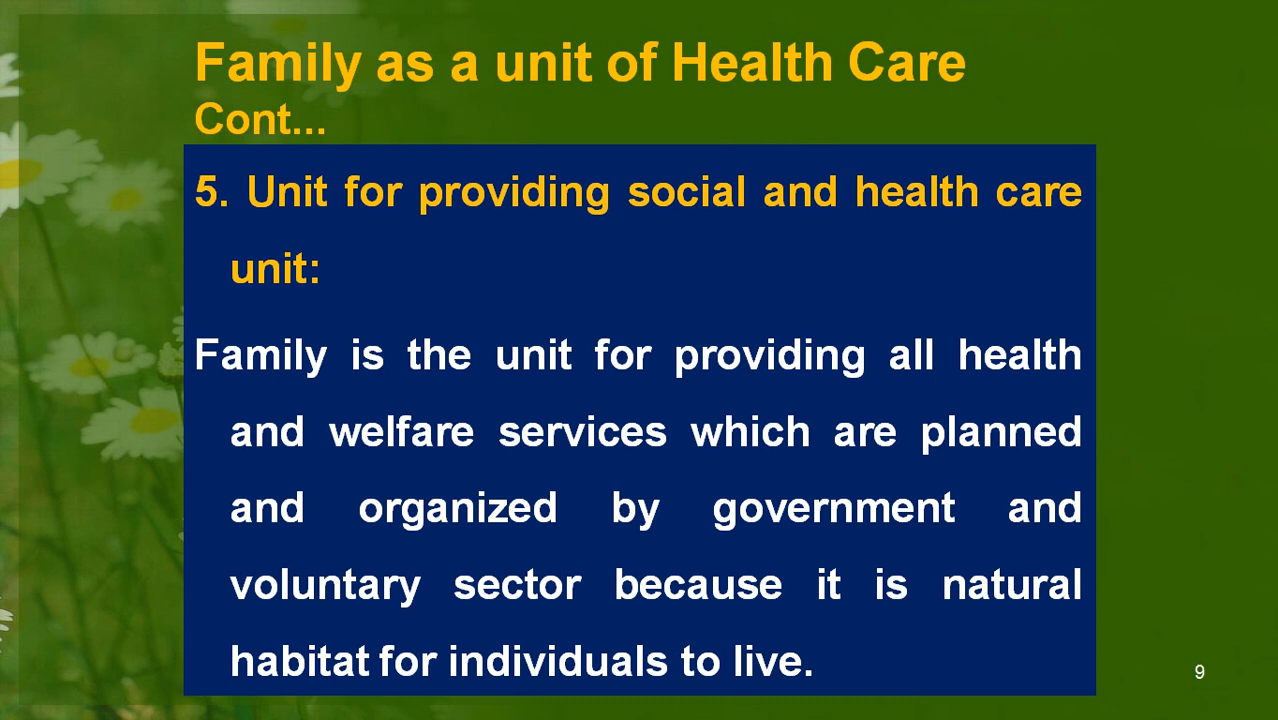 Family as a unit of Health Care
Cont...
5. Unit for providing social and health care
unit:
Family is the unit for providing all health
and welfare services which are planned
and organized by government and
voluntary sector because it is natural
habitat for individuals to live.
9